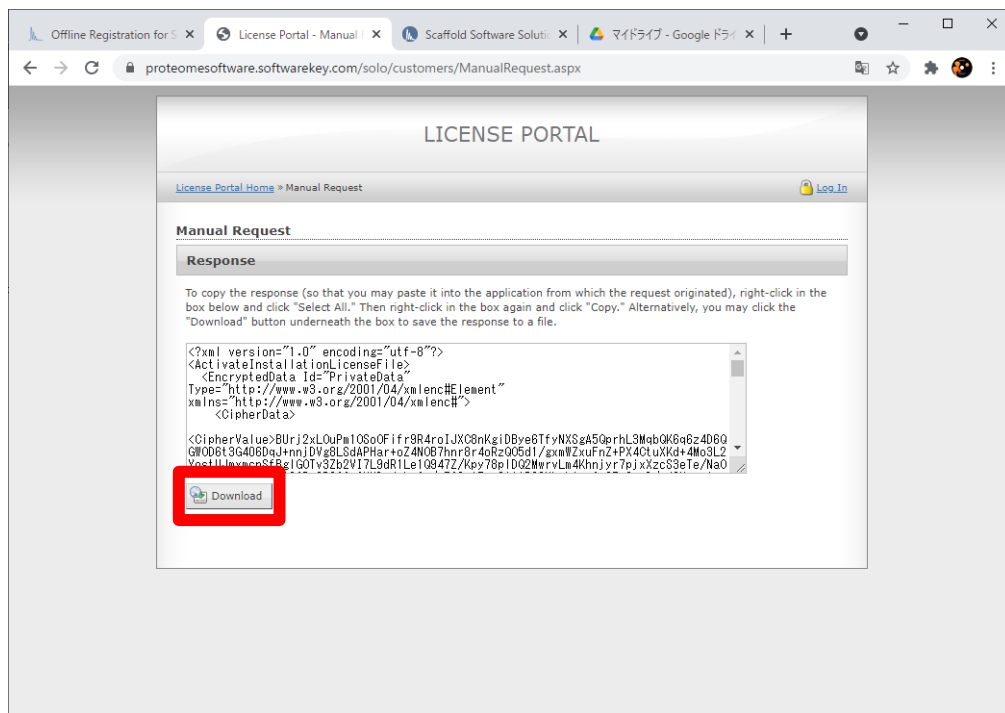 Offline Registration for S
License Portal - Manual
Scaffold Software Solutic
マイドライブ - Google ドライ
proteomesoftware.softwarekey.com/solo/customers/ManualRequest.aspx
LICENSE PORTAL
License Portal Home » Manual Request
Log In
Manual Request
Response
To copy the response (so that you may paste it into the application from which the request originated), right-click in the
box below and click "Select All." Then right-click in the box again and click "Copy." Alternatively, you may click the
"Download" button underneath the box to save the response to a file.
<?xml version="1.0" encoding="utf-8"?>
<ActivateInstallationLicenseFile>
<EncryptedData Id="PrivateData"
Type="http://www.w3.org/2001/04/xmlenc#Element"
xmlns="http://www.w3.org/2001/04/xmlenc#">
<CipherData>
Download